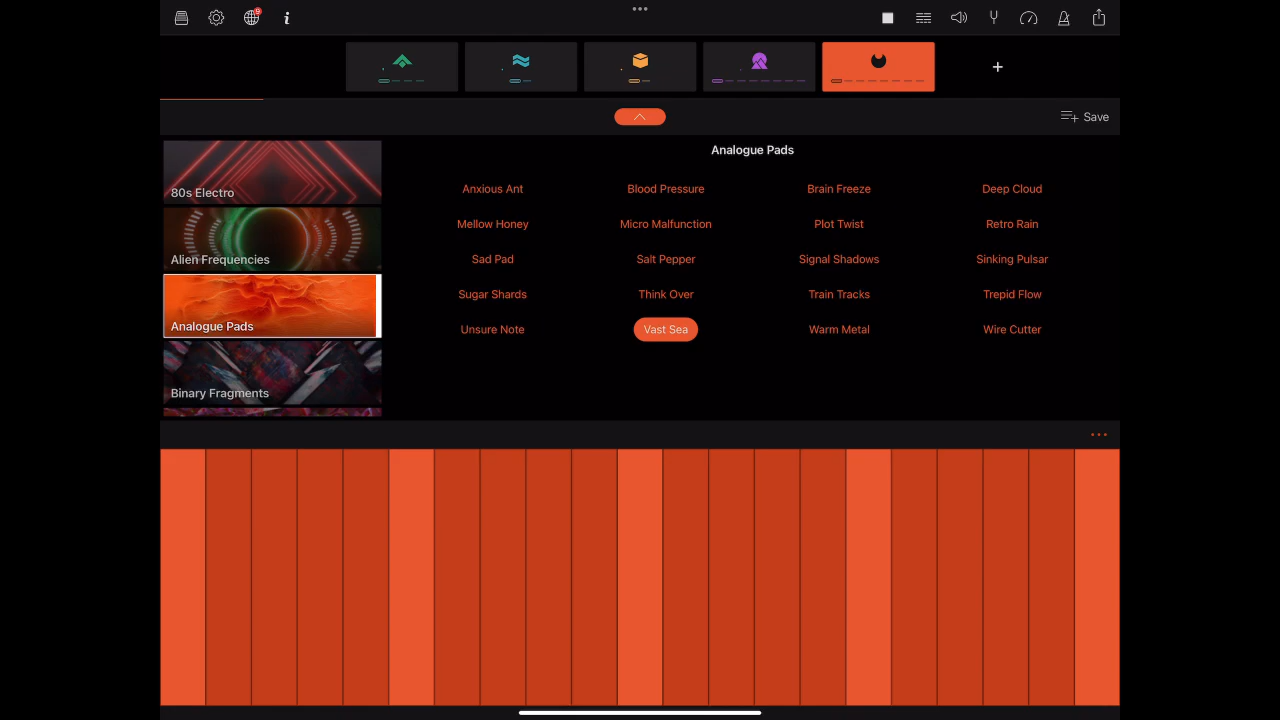 9
Save
80s Electro
Alien Frequencies
Analogue Pads
Binary Fragments
Analogue Pads
Anxious Ant Blood Pressure Brain Freeze Deep Cloud
Mellow Honey Micro Malfunction Plot Twist Retro Rain
Sad Pad Salt Pepper Signal Shadows Sinking Pulsar
Sugar Shards Think Over Train Tracks Trepid Flow
Unsure Note Vast Sea Warm Metal Wire Cutter